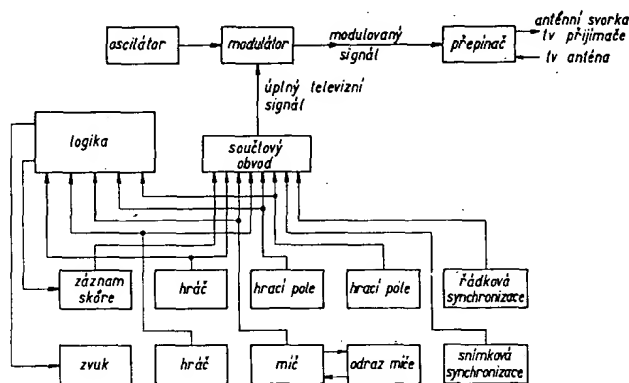 oscilátor
modulátor
modulovaný
signál
přepínač
anténní svorka
tv přijímače
tv anténa
úplný televizní
signál
logika
součtový
obvod
záznam
skóre
hráč
hrací pole
hrací pole
řádková
synchronizace
zvuk
hráč
míč
odraz míče
snímková
synchronizace